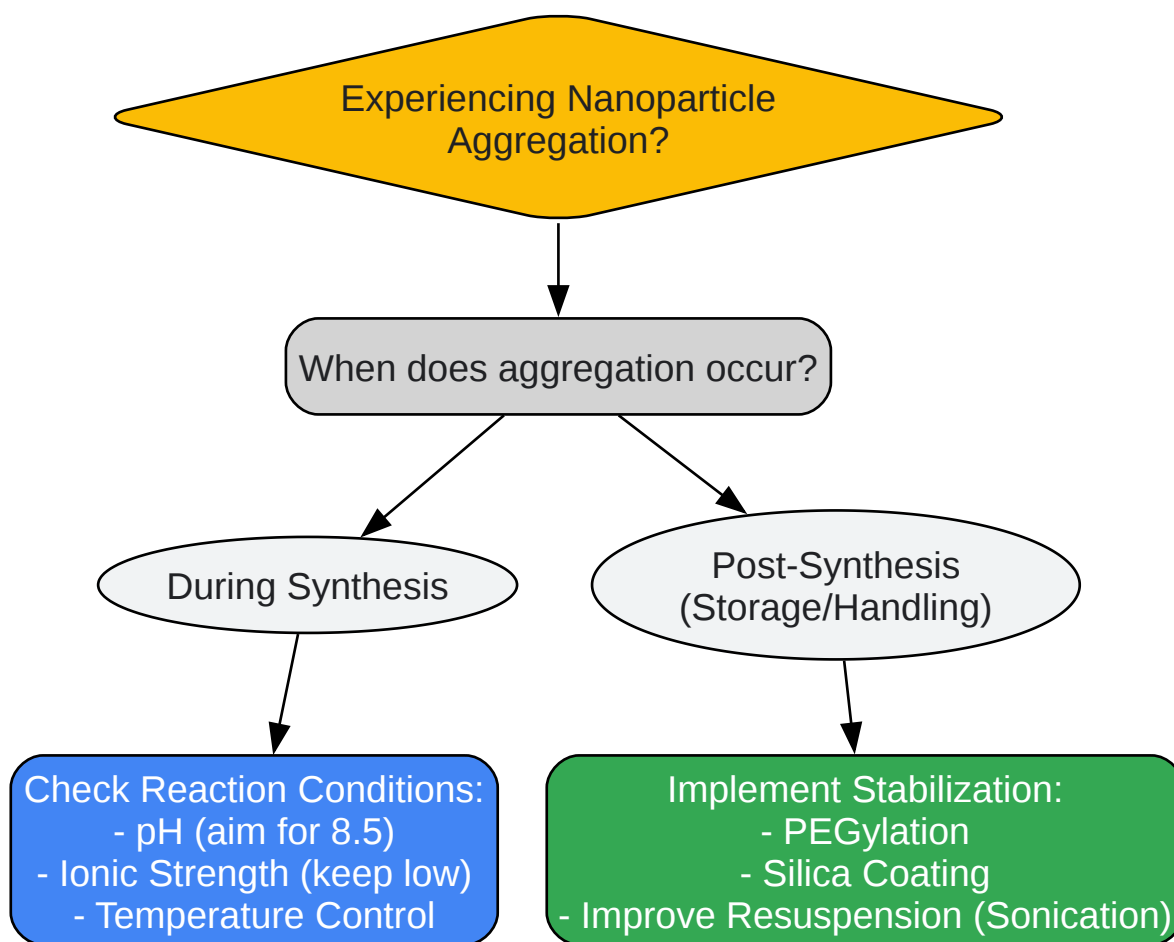 Experiencing Nanoparticle
Aggregation?
When does aggregation occur?
During Synthesis
Post-Synthesis
(Storage/Handling)
Check Reaction Conditions:
- pH (aim for 8.5)
- Ionic Strength (keep low)
- Temperature Control
Implement Stabilization:
- PEGylation
- Silica Coating
- Improve Resuspension (Sonication)